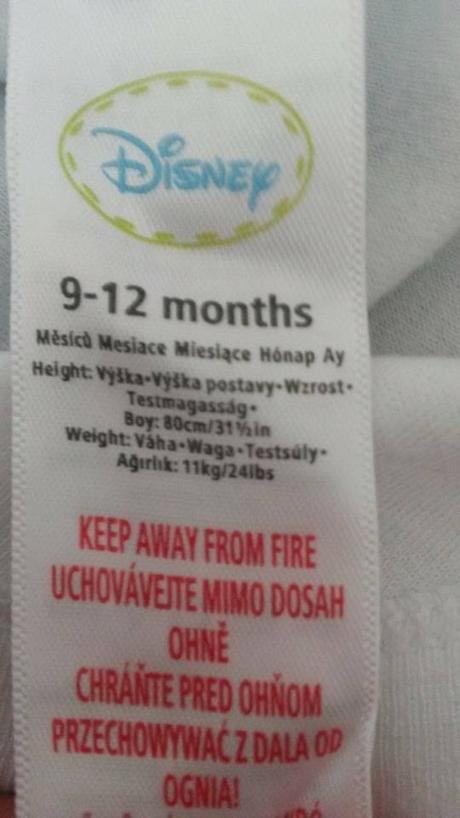 Disney
9-12 months
Měsíců Mesiace Miesiące Hónap Ay
Height: Výška•Výška postavy•Wzrost•
Testmagasság•
Boy: 80cm/31½in
Weight: Váha•Waga•Testsúly•
Ağırlık: 11kg/24lbs
KEEP AWAY FROM FIRE
UCHOVÁVEJTE MIMO DOSAH
OHNĚ
CHRÁŇTE PRED OHŇOM
PRZECHOWYWAĆ Z DALA OD
OGNIA!